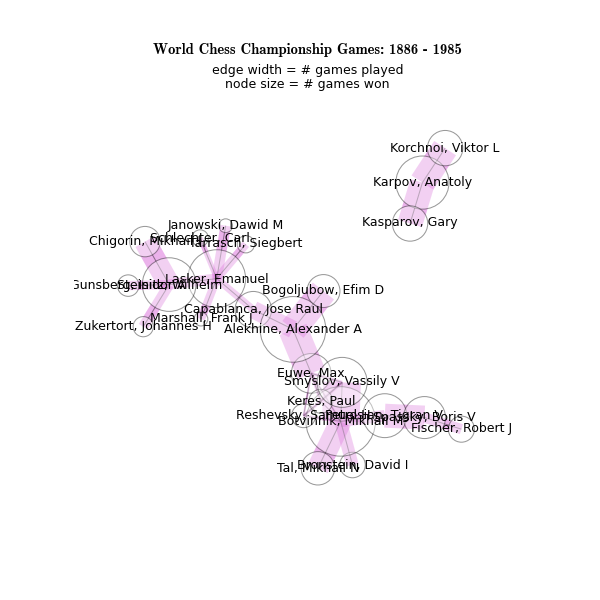 World Chess Championship Games: 1886 - 1985
edge width = # games played
node size = # games won
Korchnoi, Viktor L
Karpov, Anatoly
Kasparov, Gary
Janowski, Dawid M
Schlechter, Carl
Chigorin, Mikhail I
Tarrasch, Siegbert
Lasker, Emanuel
Gunsberg, Isidor A
Steinitz, Wilhelm
Bogoljubow, Efim D
Capablanca, Jose Raul
Marshall, Frank J
Zukertort, Johannes H
Alekhine, Alexander A
Euwe, Max
Smyslov, Vassily V
Keres, Paul
Reshevsky, Samuel H
Petrosian, Tigran V
Spassky, Boris V
Botvinnik, Mikhail M
Fischer, Robert J
Bronstein, David I
Tal, Mikhail N